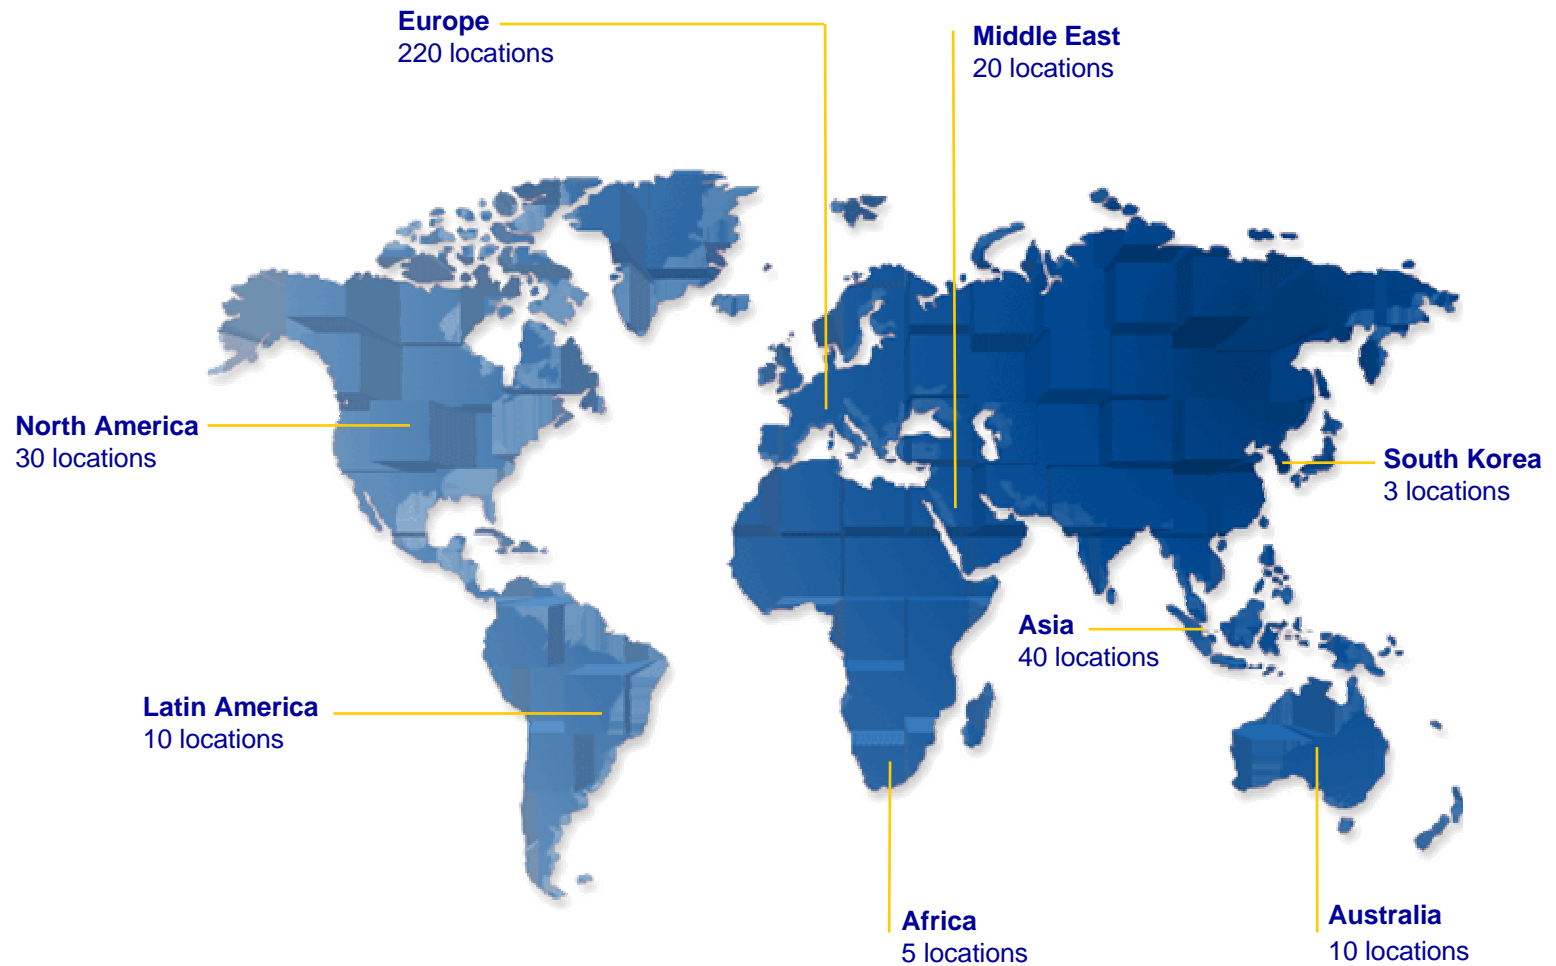 Europe
220 locations
Middle East
20 locations
North America
30 locations
South Korea
3 locations
Asia
40 locations
Latin America
10 locations
Africa
5 locations
Australia
10 locations